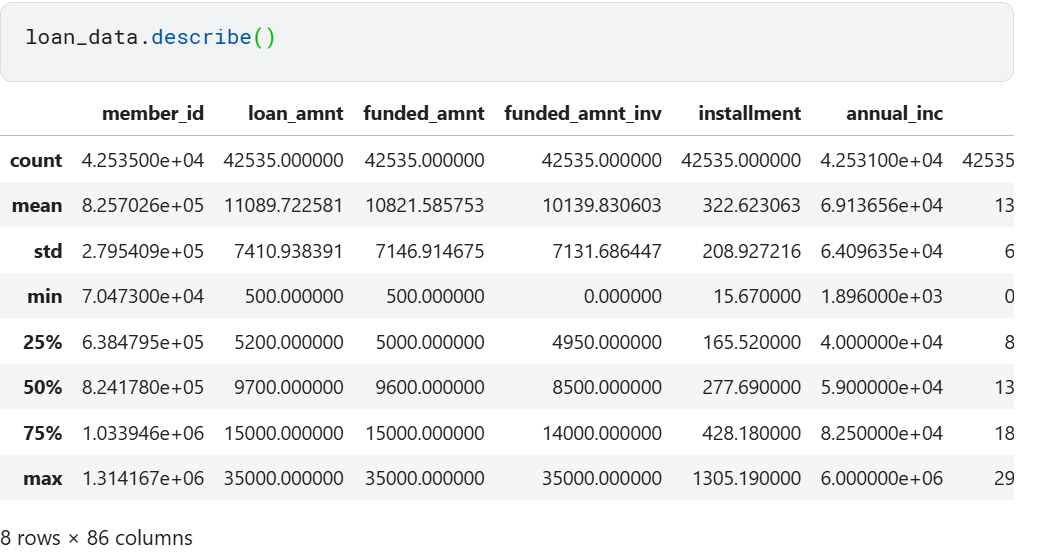 loan_data.describe()
member_id loan_amnt funded_amnt funded_amnt_inv installment annual_inc
count 4.253500e+04 42535.000000 42535.000000 42535.000000 42535.000000 4.253100e+04 42535
mean 8.257026e+05 11089.722581 10821.585753 10139.830603 322.623063 6.913656e+04 13
std 2.795409e+05 7410.938391 7146.914675 7131.686447 208.927216 6.409635e+04 6
min 7.047300e+04 500.000000 500.000000 0.000000 15.670000 1.896000e+03 0
25% 6.384795e+05 5200.000000 5000.000000 4950.000000 165.520000 4.000000e+04 8
50% 8.241780e+05 9700.000000 9600.000000 8500.000000 277.690000 5.900000e+04 13
75% 1.033946e+06 15000.000000 15000.000000 14000.000000 428.180000 8.250000e+04 18
max 1.314167e+06 35000.000000 35000.000000 35000.000000 1305.190000 6.000000e+06 29
8 rows × 86 columns